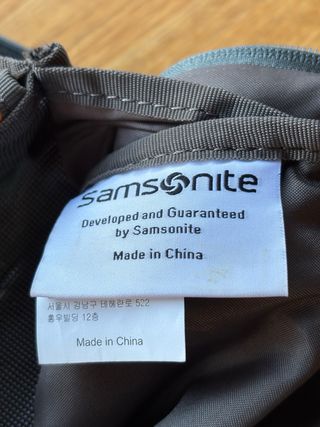 Samsonite
Developed and Guaranteed
by Samsonite
Made in China
서울시 강남구 테헤란로 522
홍우빌딩 12층
Made in China